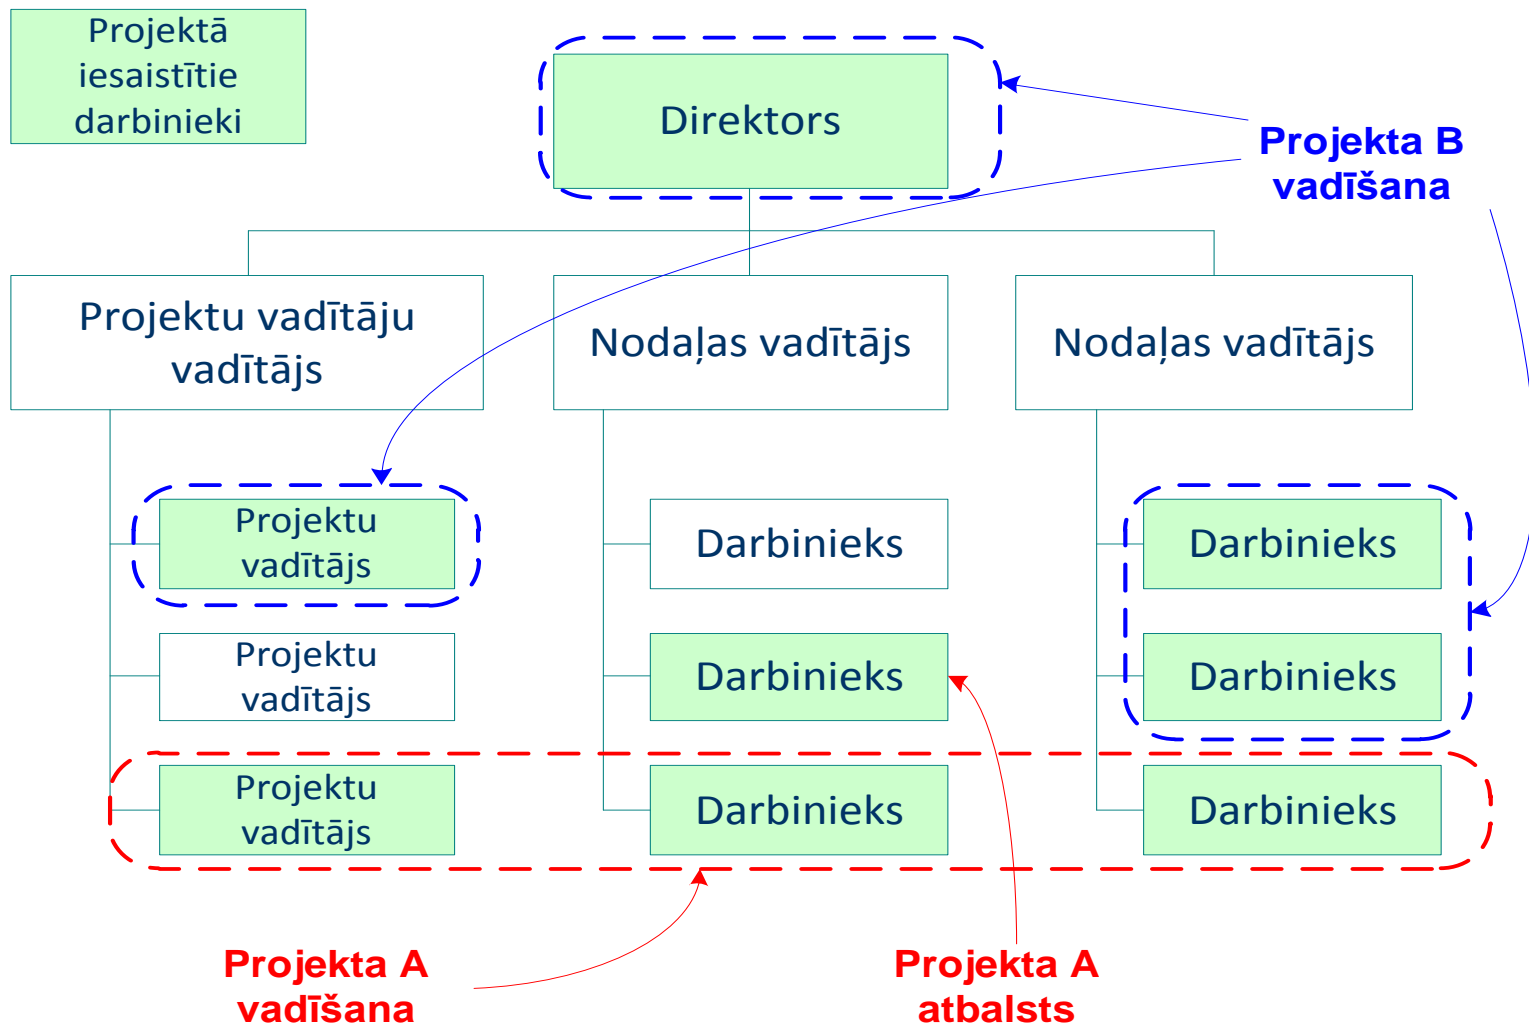 Projektā
iesaistītie
darbinieki
Direktors
Projekta B
vadīšana
Projektu vadītāju
vadītājs
Nodaļas vadītājs
Nodaļas vadītājs
Projektu
vadītājs
Darbinieks
Darbinieks
Projektu
vadītājs
Darbinieks
Darbinieks
Projektu
vadītājs
Darbinieks
Darbinieks
Projekta A
vadīšana
Projekta A
atbalsts